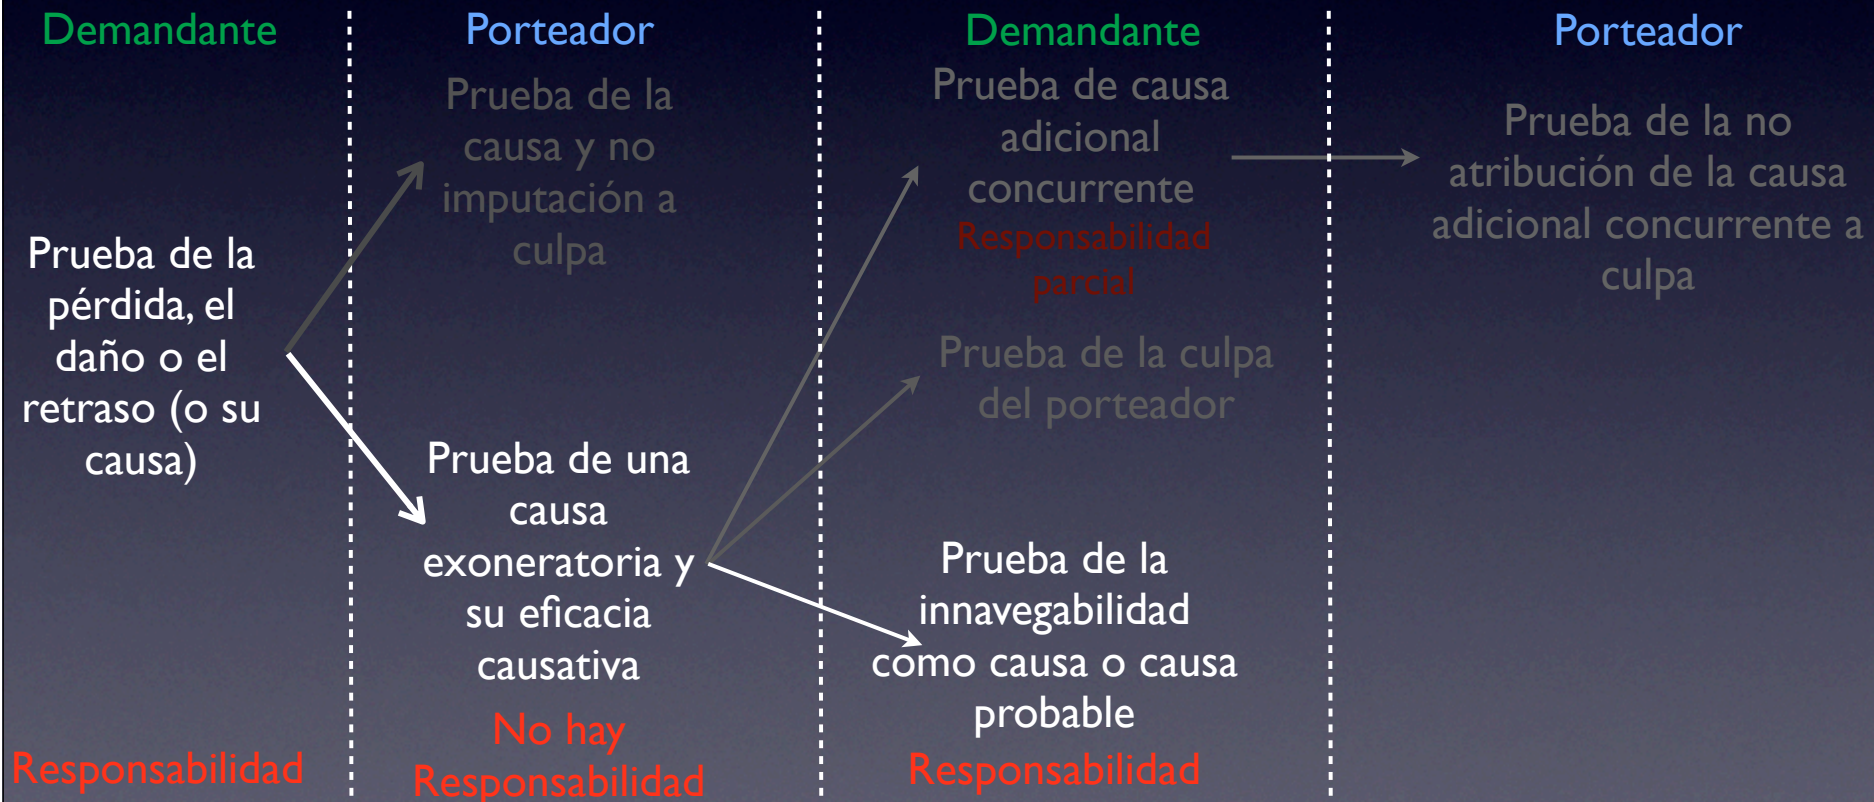 Demandante
Prueba de la
pérdida, el
daño o el
retraso (o su
causa)
Responsabilidad
Porteador
Prueba de la
causa y no
imputación a
culpa
Prueba de una
causa
exoneratoria y
su eficacia
causativa
No hay
Responsabilidad
Demandante
Prueba de causa
adicional
concurrente
Responsabilidad
parcial
Prueba de la culpa
del porteador
Prueba de la
innavegabilidad
como causa o causa
probable
Responsabilidad
Porteador
Prueba de la no
atribución de la causa
adicional concurrente a
culpa